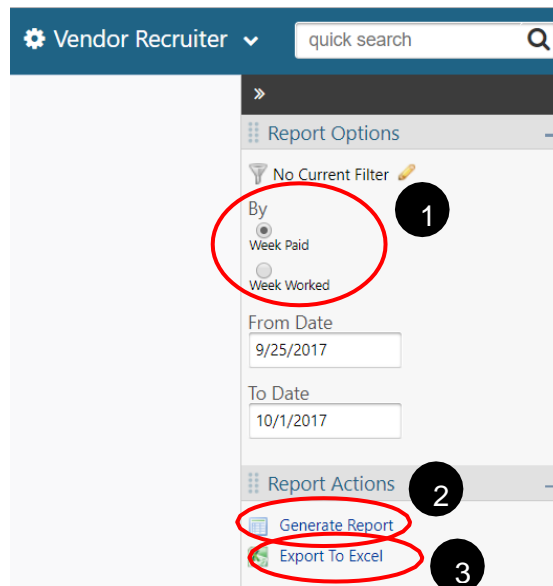 Vendor Recruiter
quick search
»
Report Options
No Current Filter
1
By
Week Paid
Week Worked
From Date
9/25/2017
To Date
10/1/2017
Report Actions
2
Generate Report
Export To Excel
3